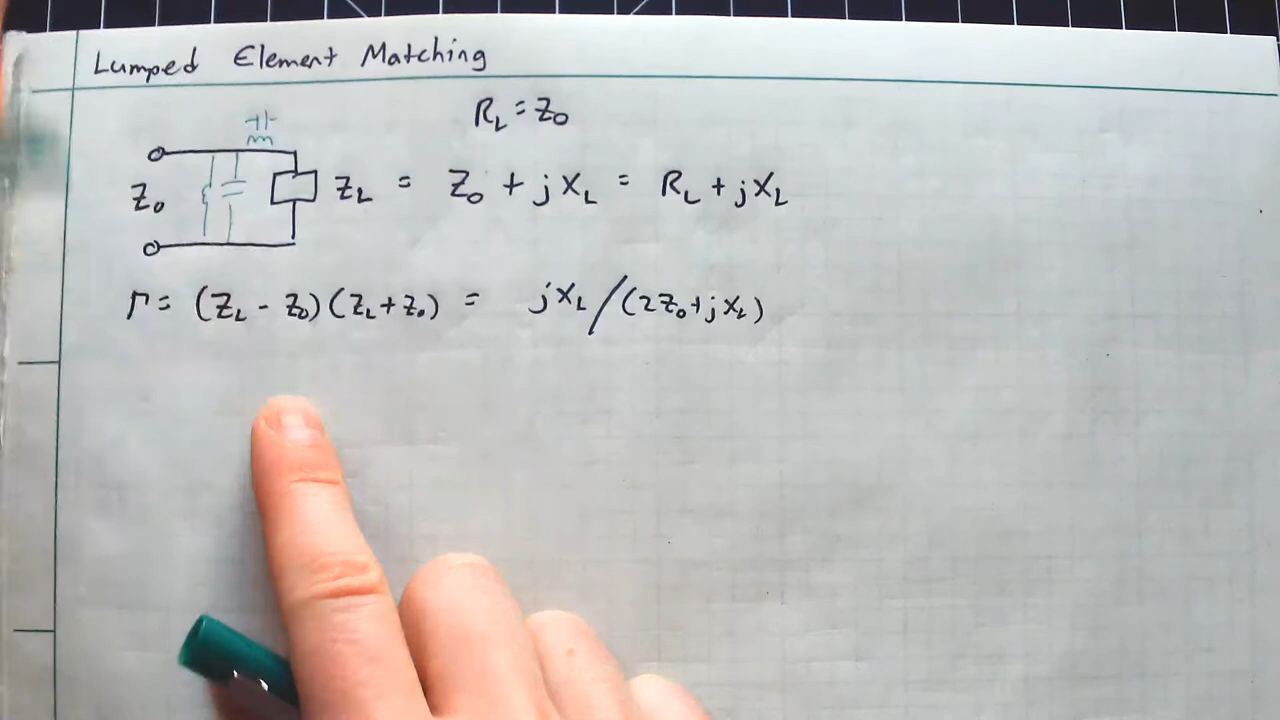 Lumped Element Matching
R_L = Z_0
Z_0 Z_L = Z_0 + j X_L = R_L + j X_L
Γ = (Z_L - Z_0)(Z_L + Z_0) = j X_L / (2Z_0 + j X_L)